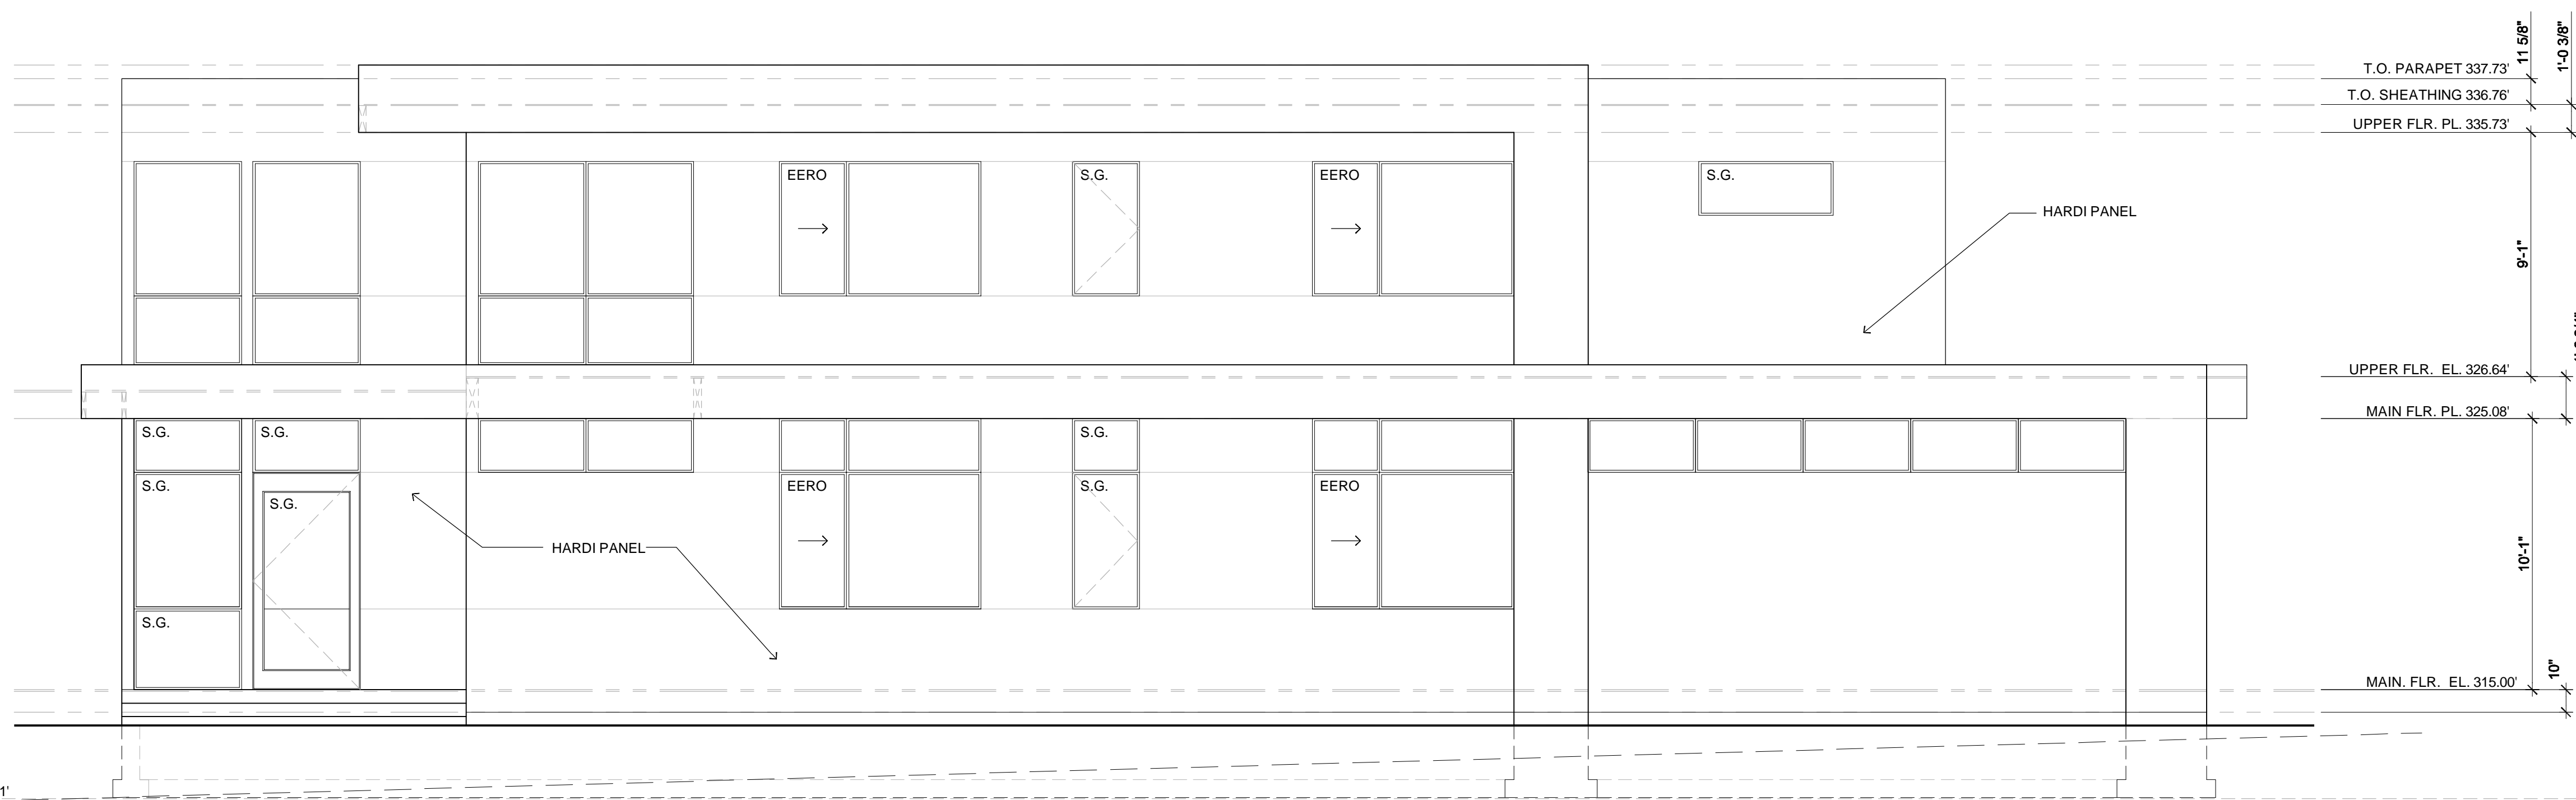 11 5/8"
1'-0 3/8"
T.O. PARAPET 337.73'
T.O. SHEATHING 336.76'
UPPER FLR. PL. 335.73'
EERO
S.G.
EERO
S.G.
HARDI PANEL
9'-1"
UPPER FLR. EL. 326.64'
MAIN FLR. PL. 325.08'
S.G.
S.G.
S.G.
S.G.
EERO
S.G.
EERO
S.G.
HARDI PANEL
10'-1"
S.G.
MAIN. FLR. EL. 315.00'
10"
1'